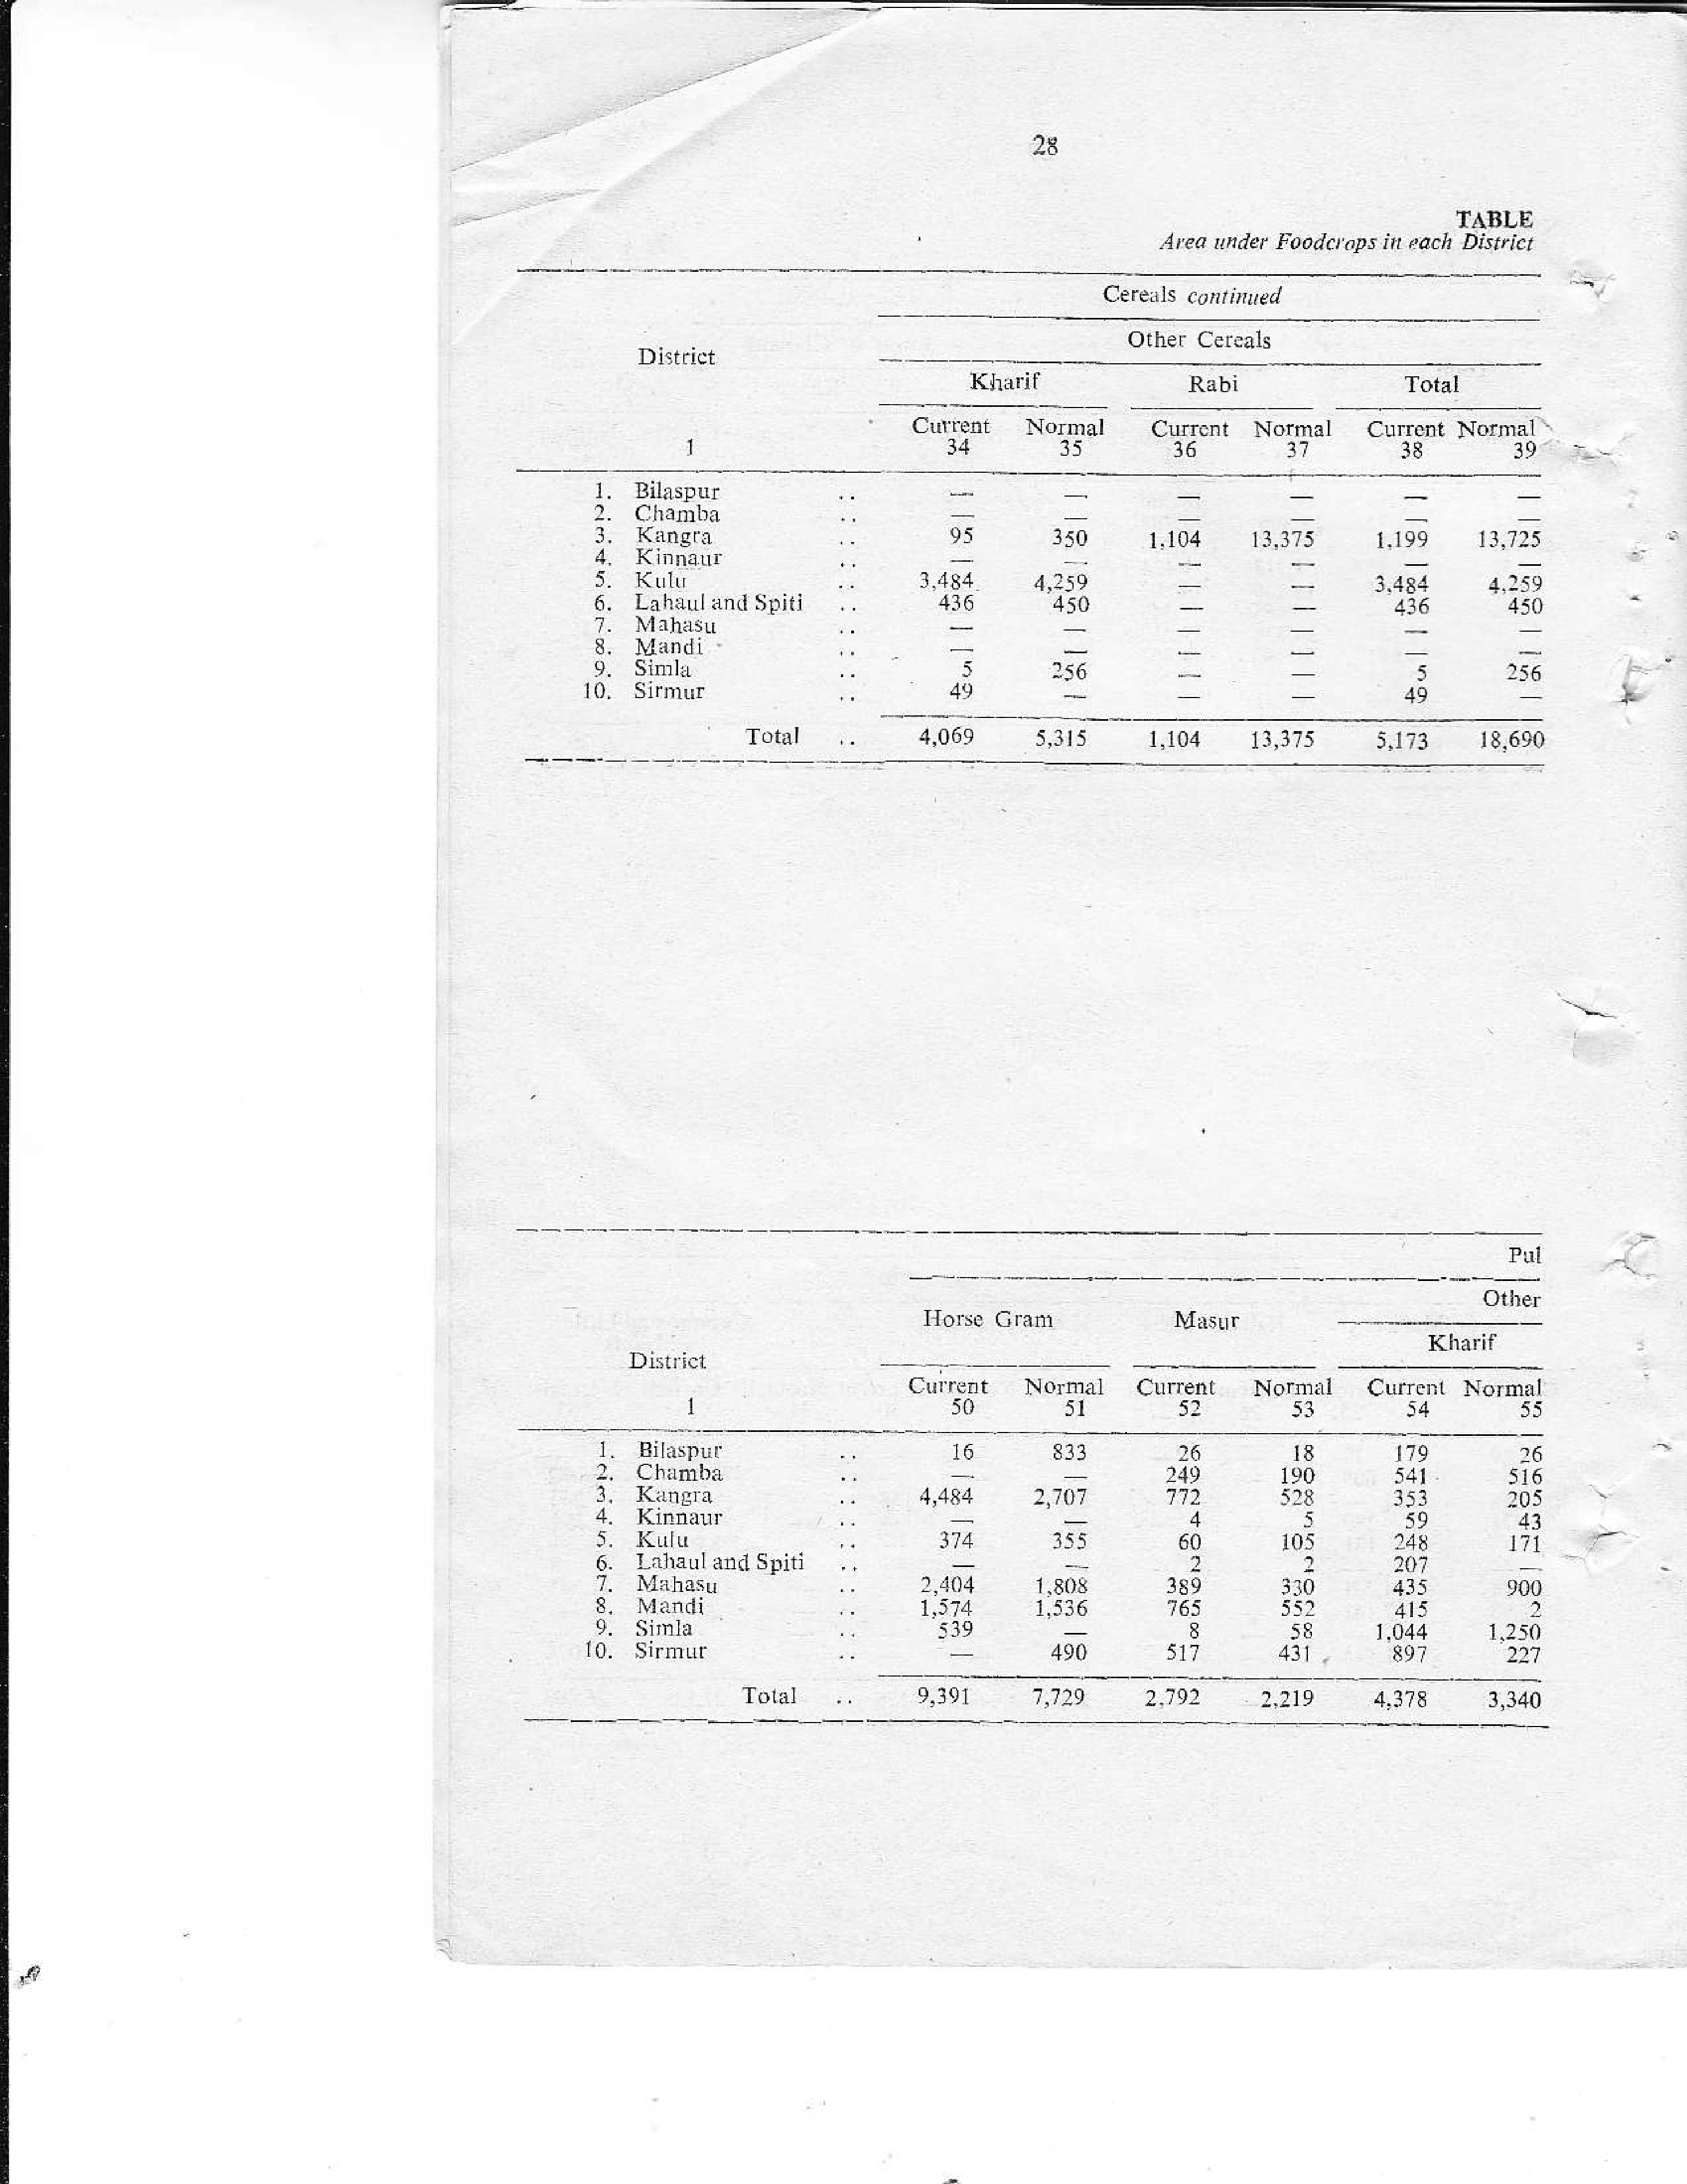 28
TABLE
Area under Foodcrops in each District
Cereals continued
Other Cereals
District
Kharif Rabi Total
Current Normal Current Normal Current Normal
1 34 35 36 37 38 39
1. Bilaspur .. — — — — — —
2. Chamba .. — — — — — —
3. Kangra .. 95 350 1,104 13,375 1,199 13,725
4. Kinnaur .. — — — — — —
5. Kulu .. 3,484 4,259 — — 3,484 4,259
6. Lahaul and Spiti .. 436 450 — — 436 450
7. Mahasu .. — — — — — —
8. Mandi .. — — — — — —
9. Simla .. 5 256 — — 5 256
10. Sirmur .. 49 — — — 49 —
Total .. 4,069 5,315 1,104 13,375 5,173 18,690
Pul
Other
Horse Gram Masur
Kharif
District
Current Normal Current Normal Current Normal
1 50 51 52 53 54 55
1. Bilaspur .. 16 833 26 18 179 26
2. Chamba .. — — 249 190 541 516
3. Kangra .. 4,484 2,707 772 528 353 205
4. Kinnaur .. — — 4 5 59 43
5. Kulu .. 374 355 60 105 248 171
6. Lahaul and Spiti .. — — 2 2 207 —
7. Mahasu .. 2,404 1,808 389 330 435 900
8. Mandi .. 1,574 1,536 765 552 415 2
9. Simla .. 539 — 8 58 1,044 1,250
10. Sirmur .. — 490 517 431 897 227
Total .. 9,391 7,729 2,792 2,219 4,378 3,340